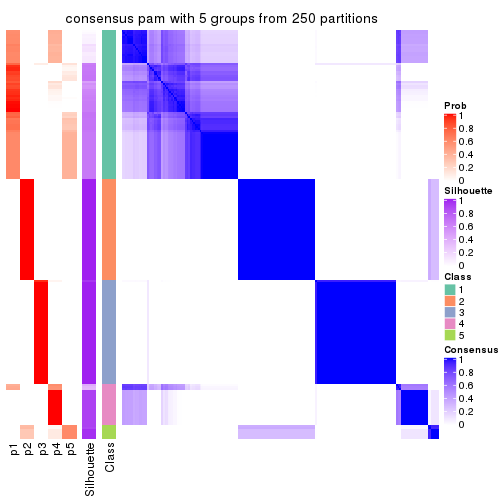 consensus pam with 5 groups from 250 partitions
Prob
1
0.8
0.6
0.4
0.2
0
Silhouette
1
0.8
0.6
0.4
0.2
0
Class
1
2
3
4
5
Consensus
1
0.8
0.6
0.4
0.2
0
p1
p2
p3
p4
p5
Silhouette
Class